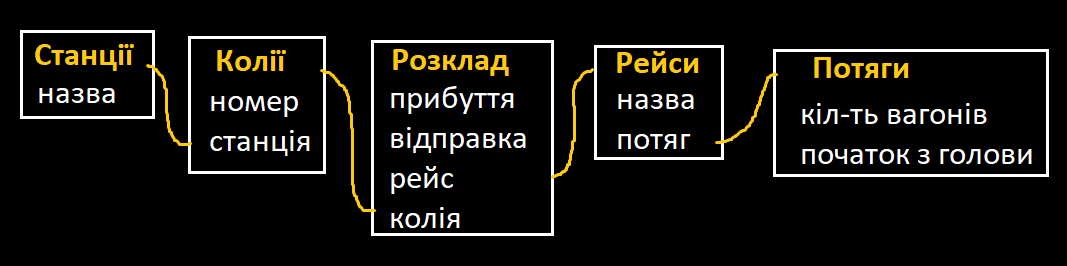 Станції
назва
Колії
номер
станція
Розклад
прибуття
відправка
рейс
колія
Рейси
назва
потяг
Потяги
кіл-ть вагонів
початок з голови